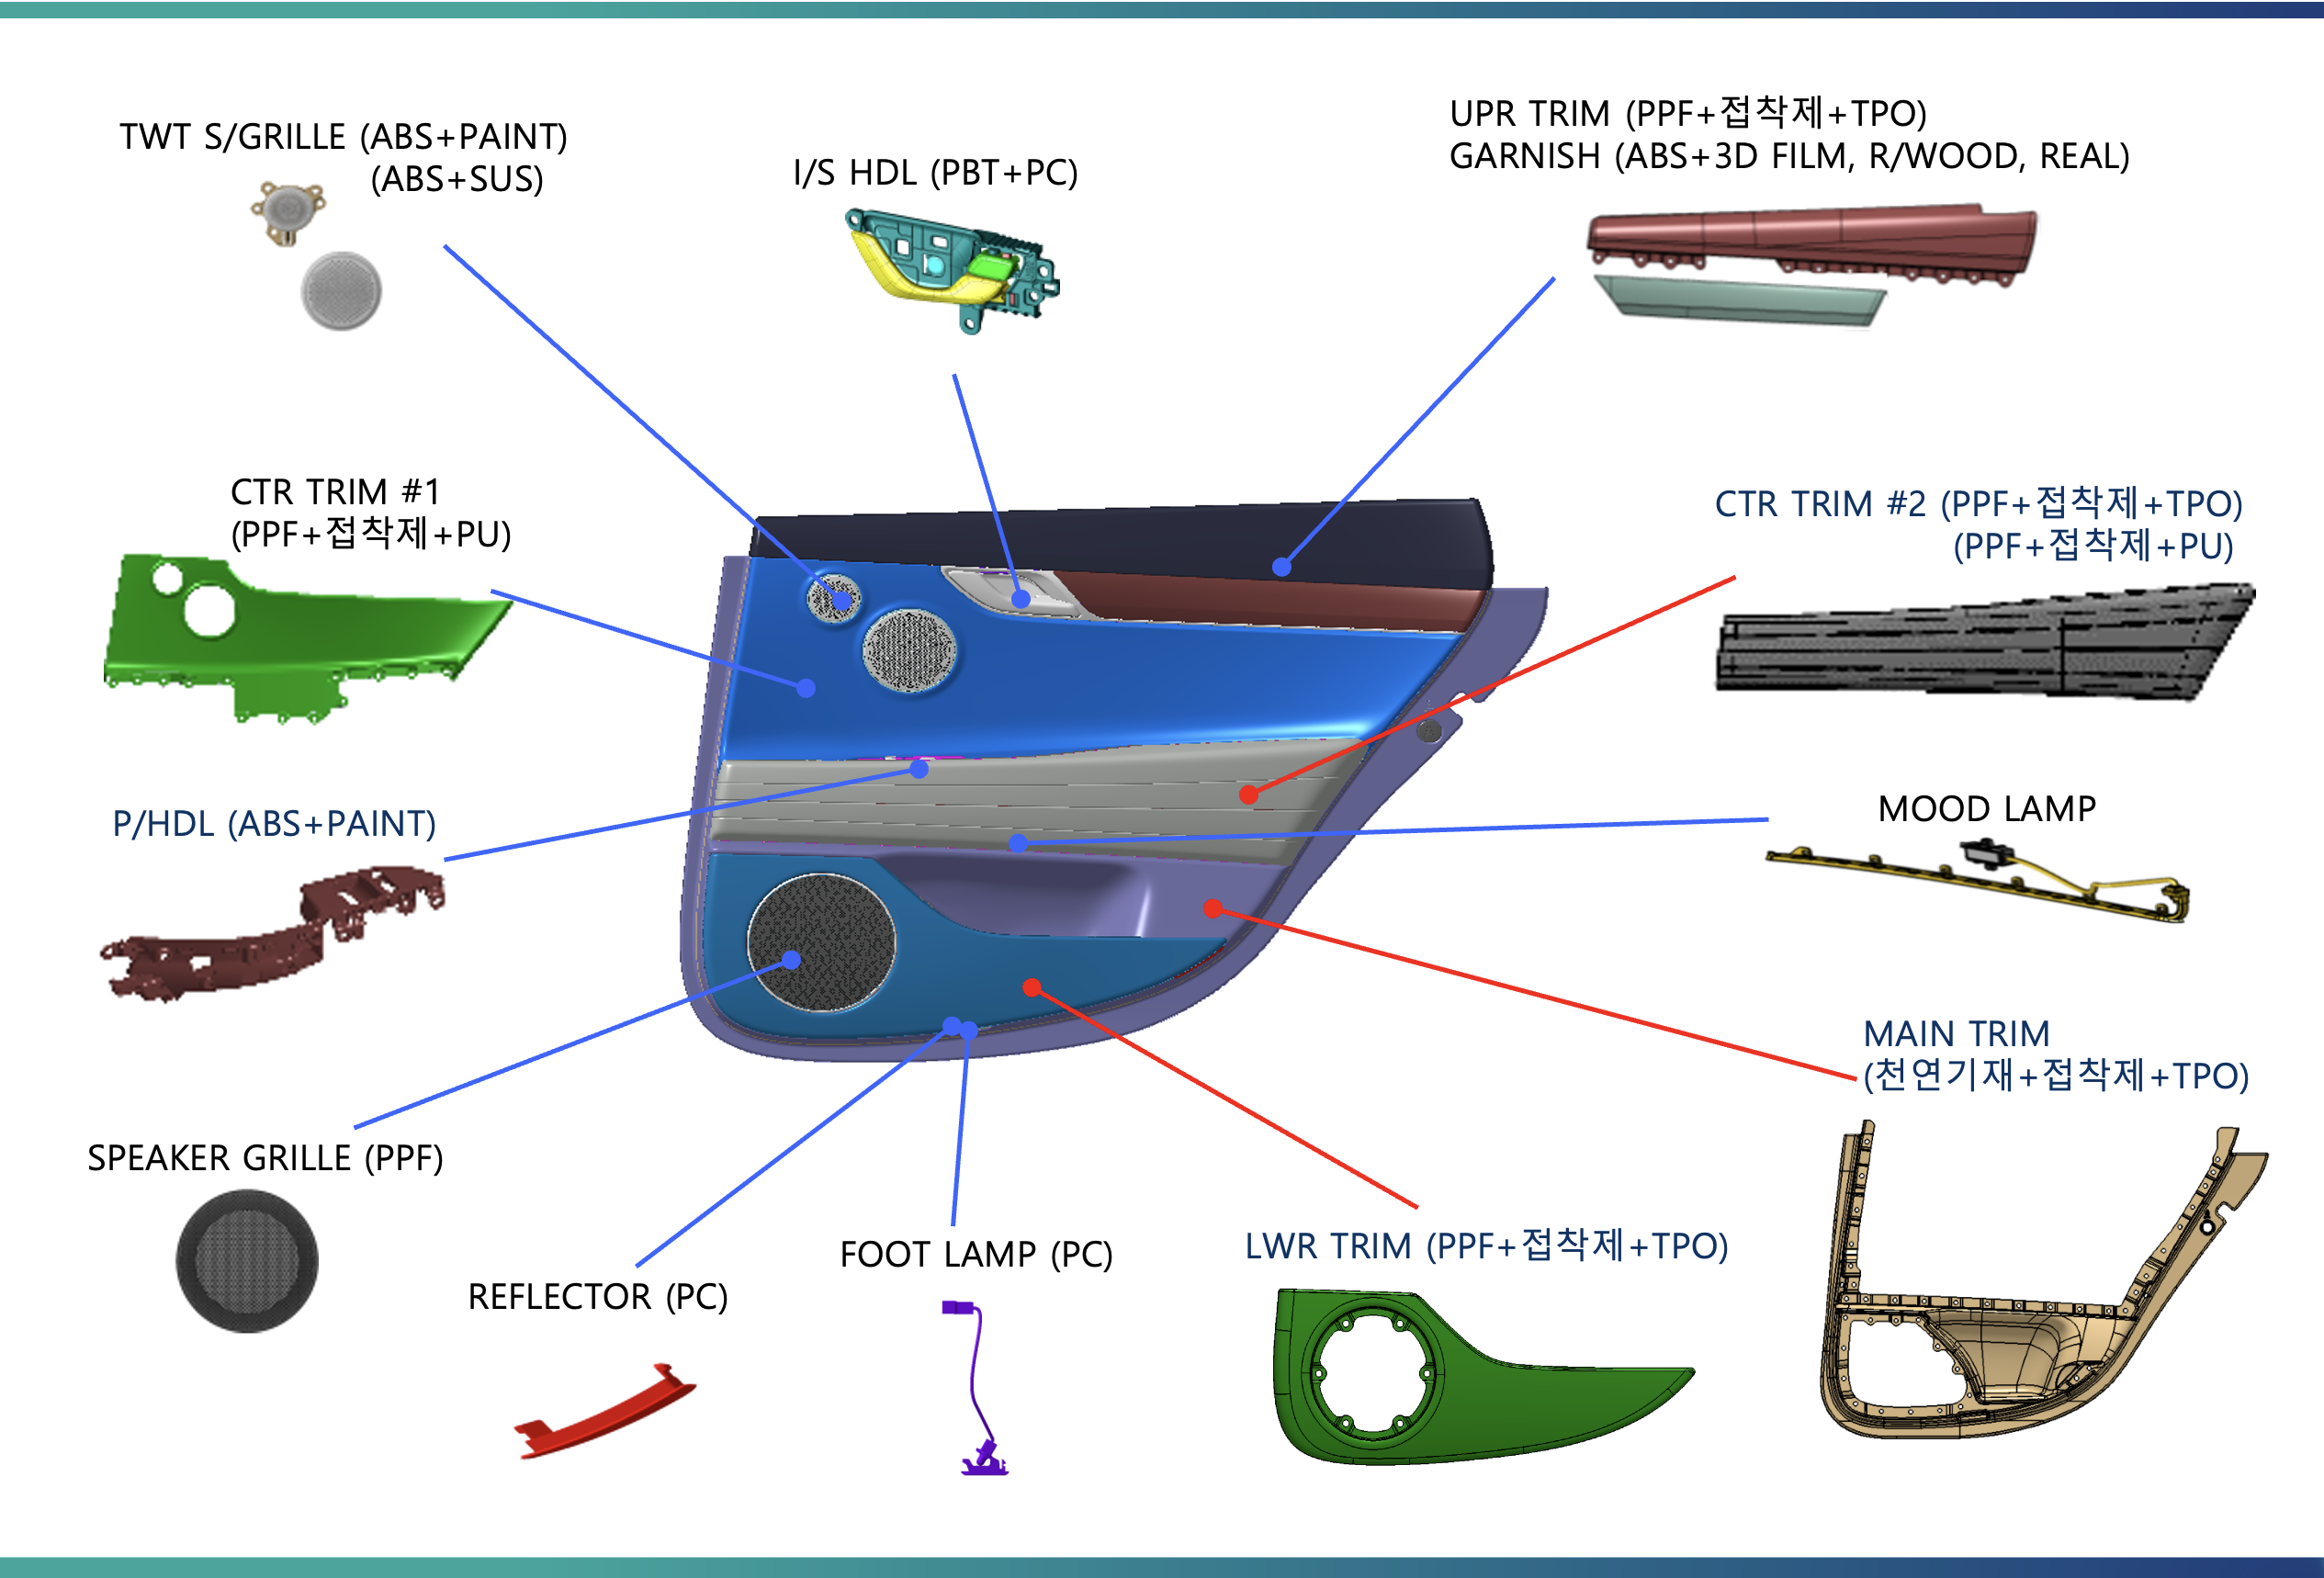 TWT S/GRILLE (ABS+PAINT)
(ABS+SUS)
I/S HDL (PBT+PC)
UPR TRIM (PPF+접착제+TPO)
GARNISH (ABS+3D FILM, R/WOOD, REAL)
CTR TRIM #1
(PPF+접착제+PU)
CTR TRIM #2 (PPF+접착제+TPO)
(PPF+접착제+PU)
P/HDL (ABS+PAINT)
MOOD LAMP
MAIN TRIM
(천연기재+접착제+TPO)
SPEAKER GRILLE (PPF)
REFLECTOR (PC)
FOOT LAMP (PC)
LWR TRIM (PPF+접착제+TPO)